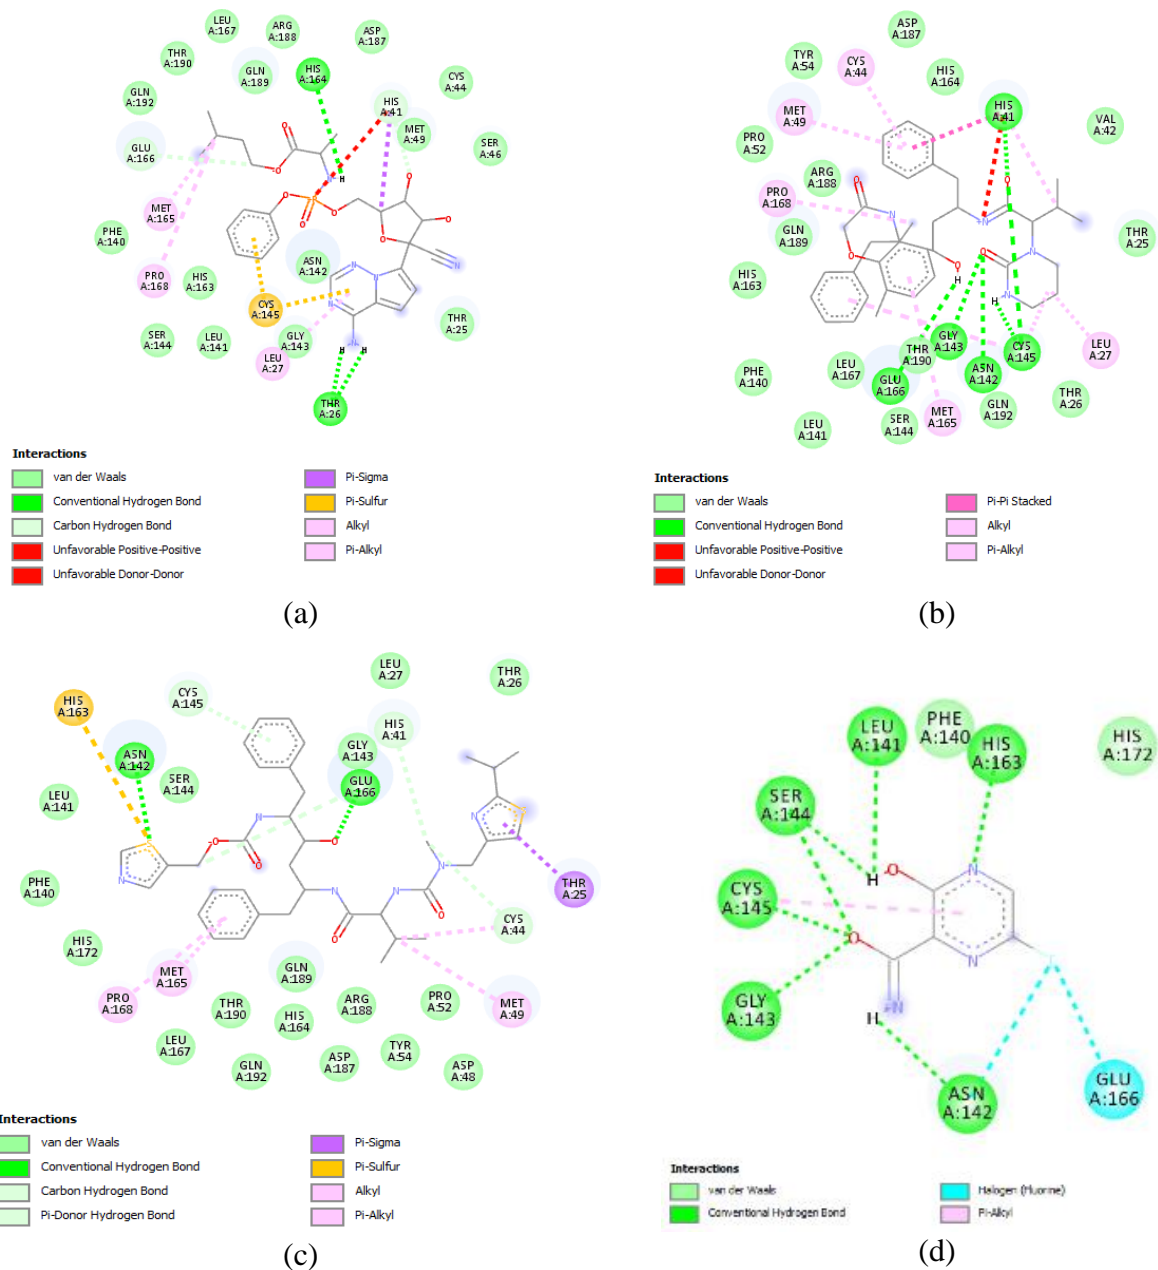 LEU
A:167
ARG
A:188
ASP
A:187
THR
A:190
GLN
A:189
HIS
A:164
CYS
A:44
GLN
A:192
HIS
A:41
MET
A:49
SER
A:46
GLU
A:166
MET
A:165
PHE
A:140
PRO
A:168
HIS
A:163
ASN
A:142
CYS
A:145
THR
A:25
SER
A:144
LEU
A:141
GLY
A:143
LEU
A:27
THR
A:26
Interactions
van der Waals
Conventional Hydrogen Bond
Carbon Hydrogen Bond
Unfavorable Positive-Positive
Unfavorable Donor-Donor
Pi-Sigma
Pi-Sulfur
Alkyl
Pi-Alkyl
(a)
ASP
A:187
TYR
A:54
CYS
A:44
HIS
A:164
MET
A:49
HIS
A:41
VAL
A:42
PRO
A:52
ARG
A:188
PRO
A:168
GLN
A:189
THR
A:25
HIS
A:163
GLY
A:143
THR
A:190
CYS
A:145
LEU
A:27
PHE
A:140
LEU
A:167
GLU
A:166
ASN
A:142
THR
A:26
LEU
A:141
SER
A:144
MET
A:165
GLN
A:192
Interactions
van der Waals
Conventional Hydrogen Bond
Unfavorable Positive-Positive
Unfavorable Donor-Donor
Pi-Pi Stacked
Alkyl
Pi-Alkyl
(b)
LEU
A:27
THR
A:26
HIS
A:163
CYS
A:145
HIS
A:41
ASN
A:142
GLY
A:143
SER
A:144
GLU
A:166
LEU
A:141
PHE
A:140
THR
A:25
HIS
A:172
CYS
A:44
MET
A:165
GLN
A:189
PRO
A:168
THR
A:190
HIS
A:164
ARG
A:188
PRO
A:52
MET
A:49
LEU
A:167
GLN
A:192
ASP
A:187
TYR
A:54
ASP
A:48
Interactions
van der Waals
Conventional Hydrogen Bond
Carbon Hydrogen Bond
Pi-Donor Hydrogen Bond
Pi-Sigma
Pi-Sulfur
Alkyl
Pi-Alkyl
(c)
LEU
A:141
PHE
A:140
HIS
A:163
HIS
A:172
SER
A:144
H
O
N
CYS
A:145
O
N
GLY
A:143
H
N
ASN
A:142
GLU
A:166
Interactions
van der Waals
Conventional Hydrogen Bond
Halogen (Fluorine)
Pi-Alkyl
(d)